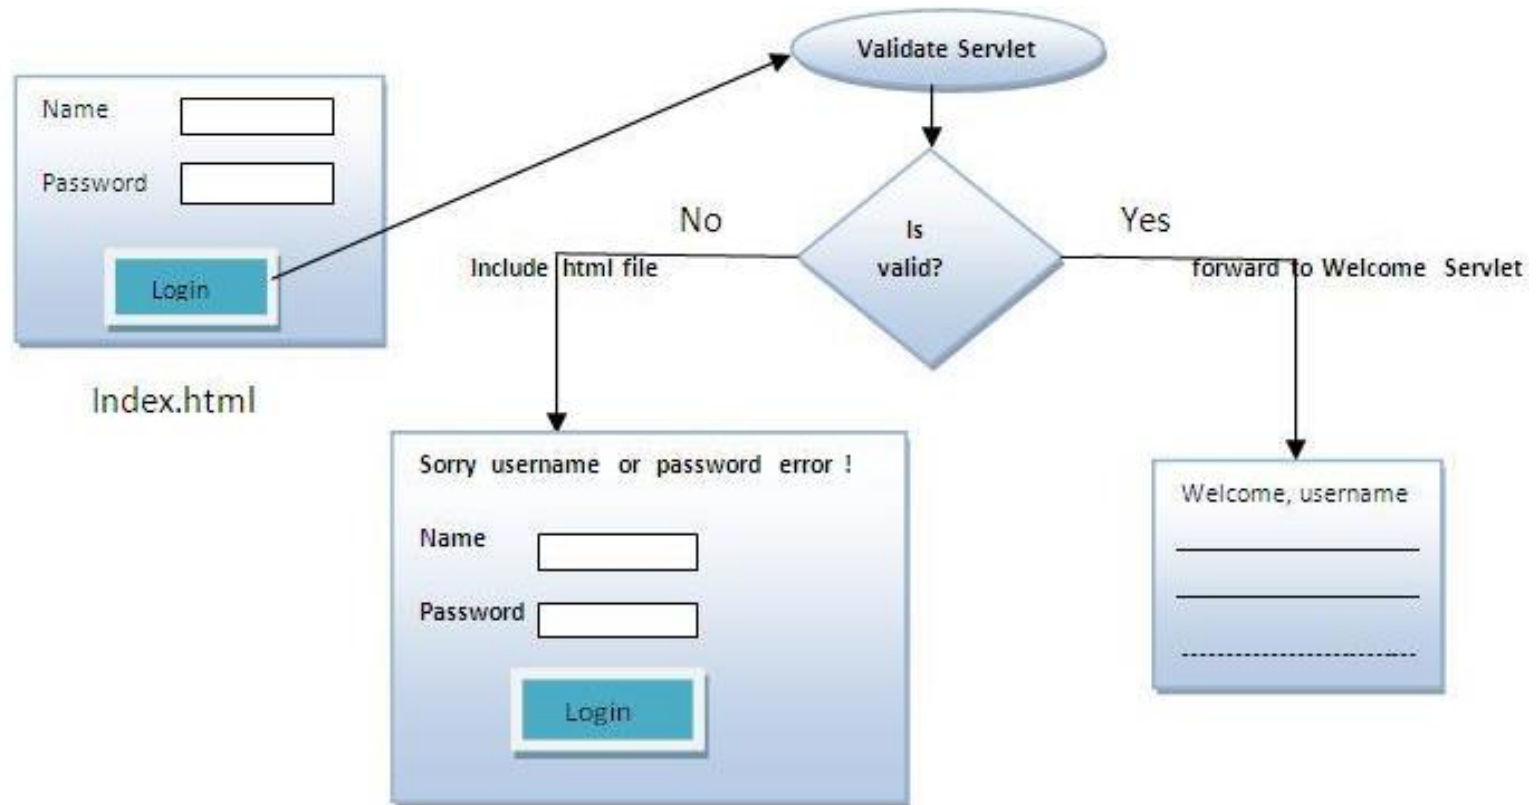 Validate Servlet
Name
Password
Login
Index.html
Is
valid?
No
Include html file
Yes
forward to Welcome Servlet
Sorry username or password error !
Name
Password
Login
Welcome, username